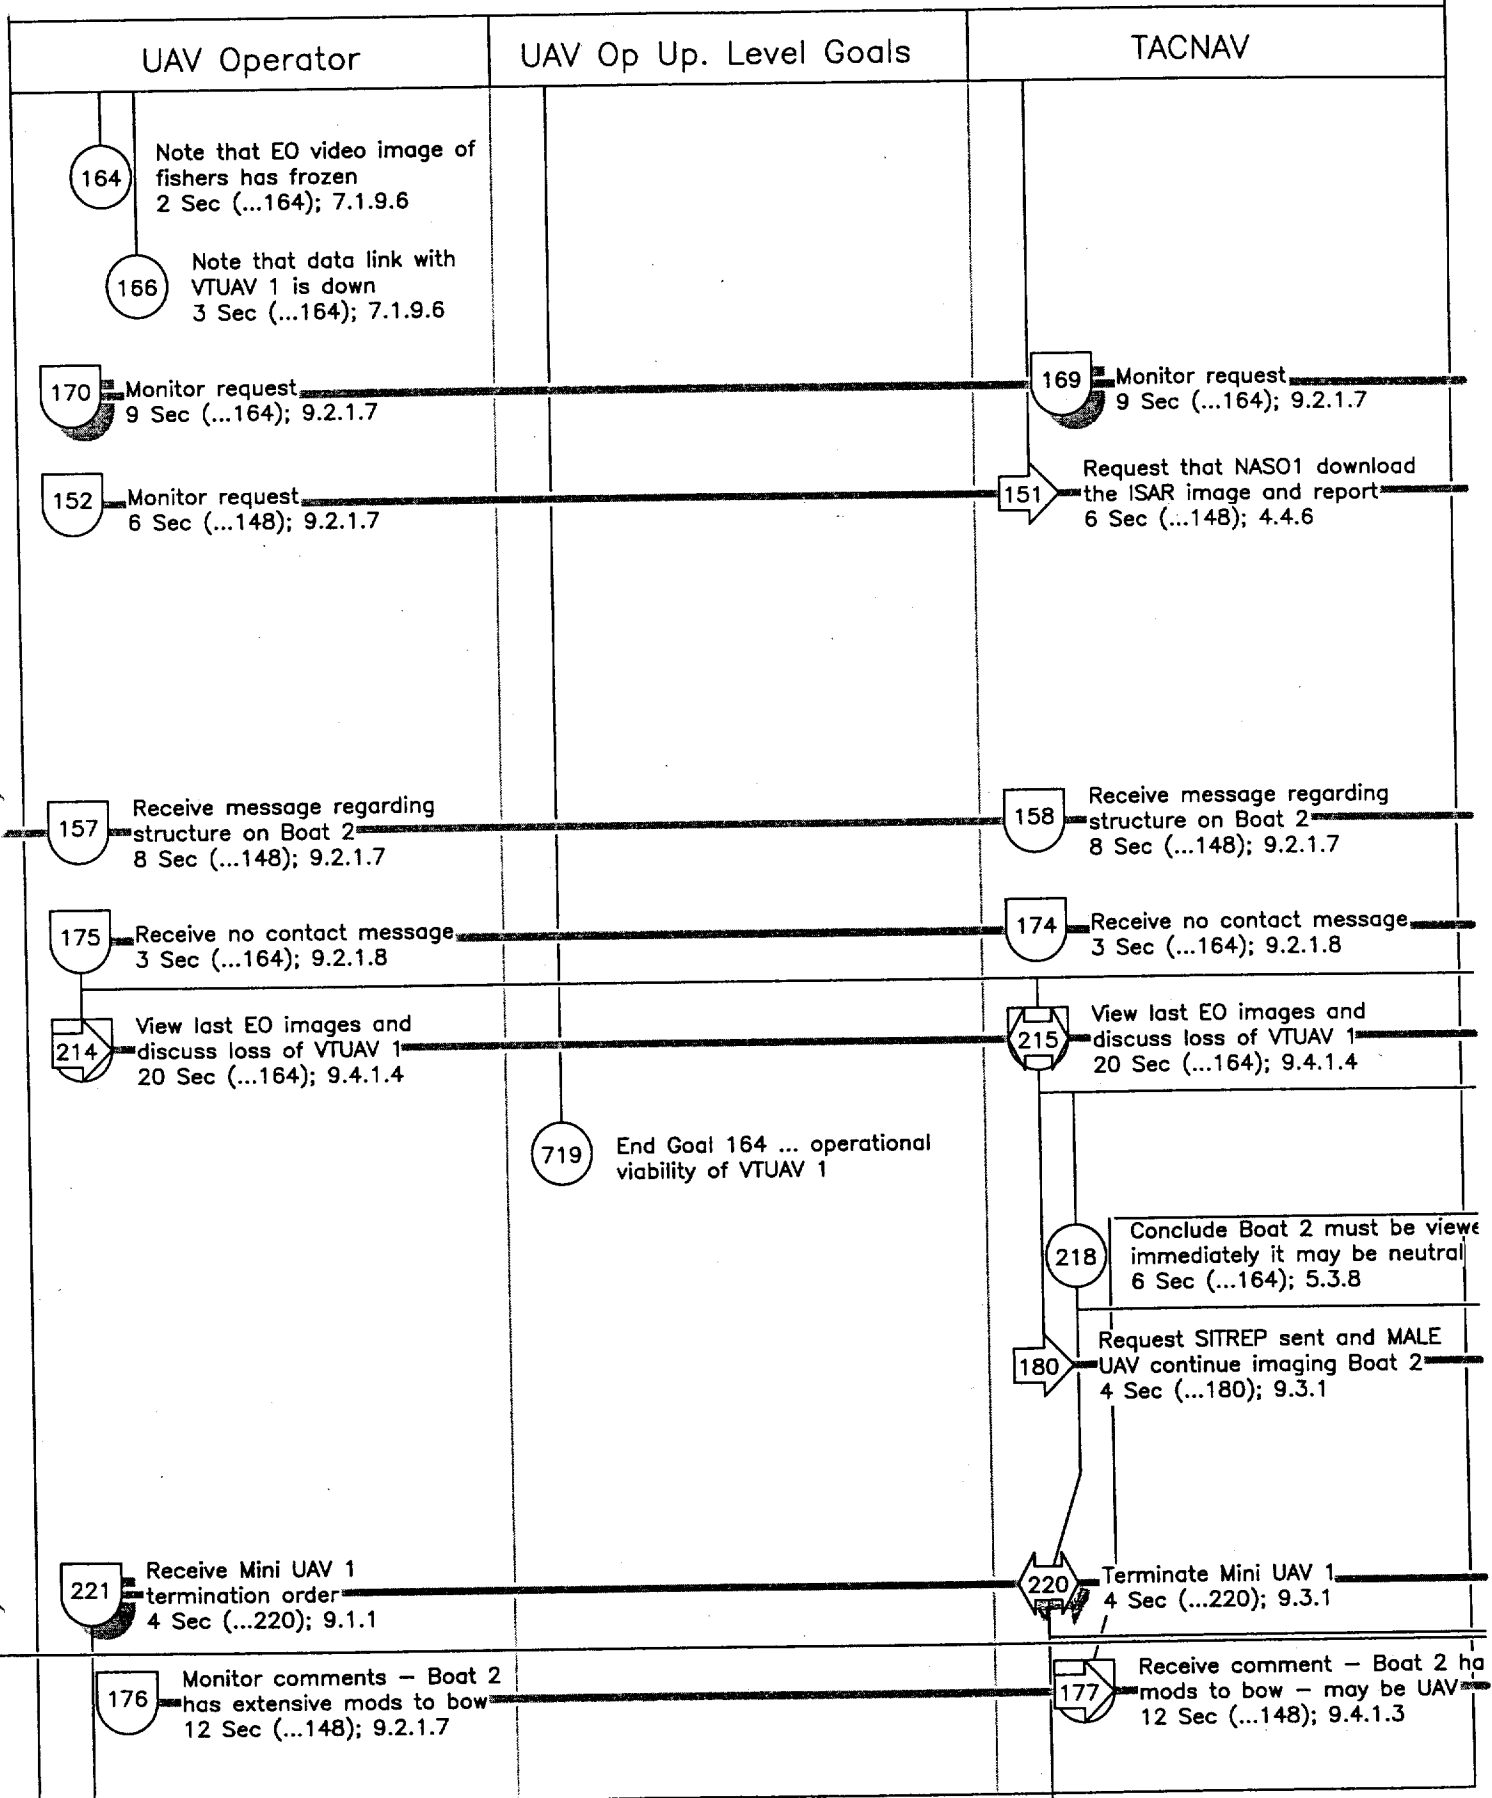 UAV Operator
UAV Op Up. Level Goals
TACNAV
164
Note that EO video image of
fishers has frozen
2 Sec (...164); 7.1.9.6
166
Note that data link with
VTUAV 1 is down
3 Sec (...164); 7.1.9.6
170
Monitor request
9 Sec (...164); 9.2.1.7
169
Monitor request
9 Sec (...164); 9.2.1.7
152
Monitor request
6 Sec (...148); 9.2.1.7
151
Request that NASO1 download
the ISAR image and report
6 Sec (...148); 4.4.6
157
Receive message regarding
structure on Boat 2
8 Sec (...148); 9.2.1.7
158
Receive message regarding
structure on Boat 2
8 Sec (...148); 9.2.1.7
175
Receive no contact message
3 Sec (...164); 9.2.1.8
174
Receive no contact message
3 Sec (...164); 9.2.1.8
214
View last EO images and
discuss loss of VTUAV 1
20 Sec (...164); 9.4.1.4
215
View last EO images and
discuss loss of VTUAV 1
20 Sec (...164); 9.4.1.4
719
End Goal 164 ... operational
viability of VTUAV 1
218
Conclude Boat 2 must be viewe
immediately it may be neutral
6 Sec (...164); 5.3.8
180
Request SITREP sent and MALE
UAV continue imaging Boat 2
4 Sec (...180); 9.3.1
221
Receive Mini UAV 1
termination order
4 Sec (...220); 9.1.1
220
Terminate Mini UAV 1
4 Sec (...220); 9.3.1
176
Monitor comments – Boat 2
has extensive mods to bow
12 Sec (...148); 9.2.1.7
177
Receive comment – Boat 2 ha
mods to bow – may be UAV
12 Sec (...148); 9.4.1.3